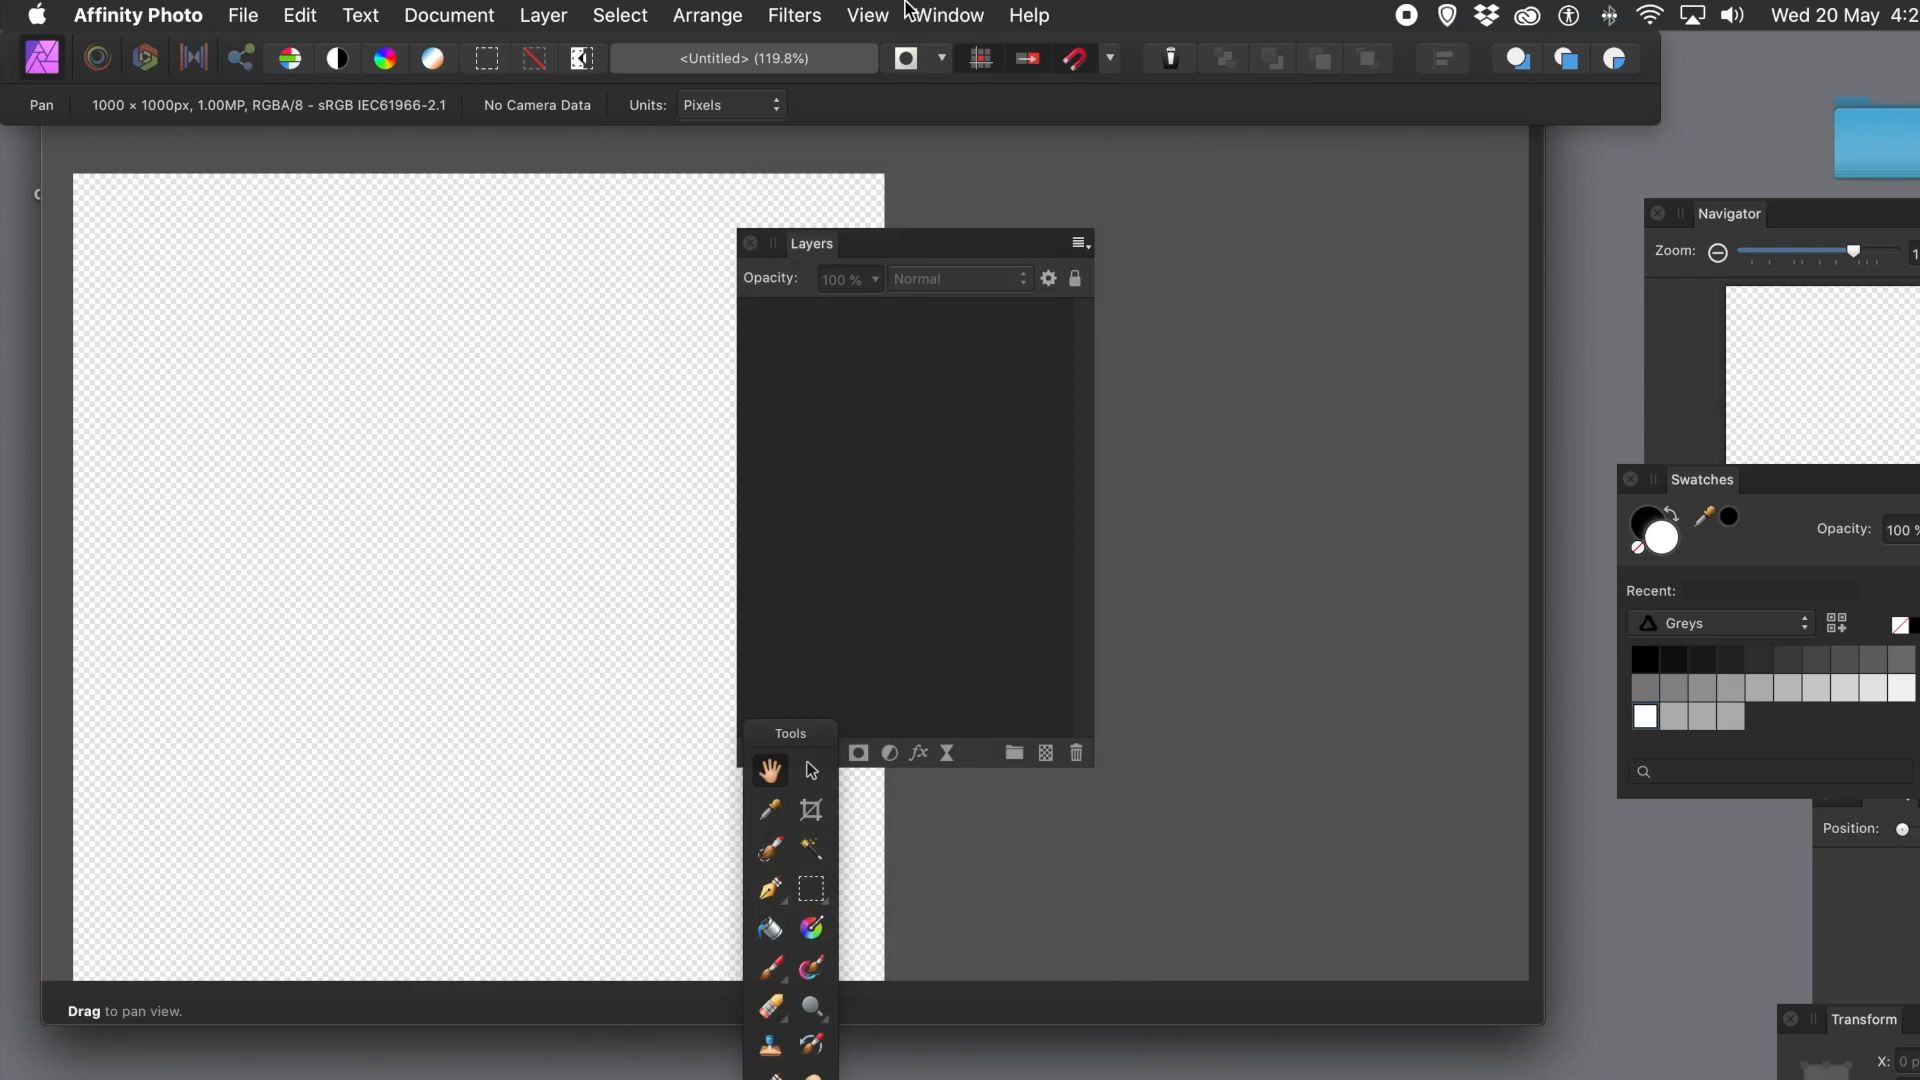 Affinity Photo File Edit Text Document Layer Select Arrange Filters View Window Help Wed 20 May 4:2
<Untitled> (119.8%)
Pan 1000 × 1000px, 1.00MP, RGBA/8 - sRGB IEC61966-2.1 No Camera Data Units: Pixels
Navigator
Zoom:
Layers
Opacity: 100 % Normal
Swatches
Opacity: 100 %
Recent:
Greys
Tools
Position:
Drag to pan view.
Transform
X: 0 p